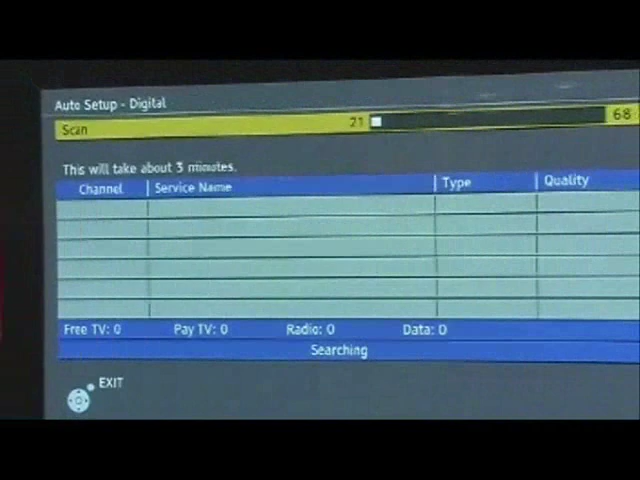 Auto Setup - Digital
Scan 21 68
This will take about 3 minutes.
Channel Service Name Type Quality
Free TV: 0 Pay TV: 0 Radio: 0 Data: 0
Searching
EXIT